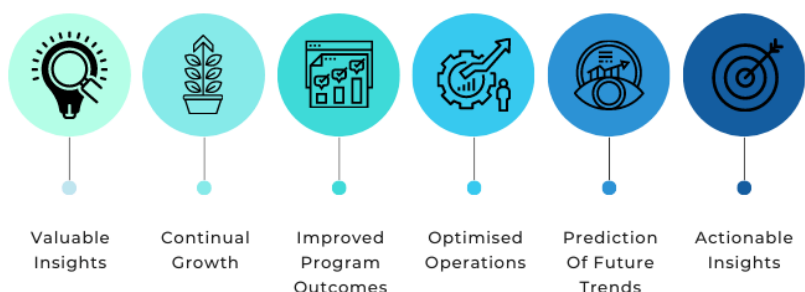 Valuable
Insights
Continual
Growth
Improved
Program
Outcomes
Optimised
Operations
Prediction
Of Future
Trends
Actionable
Insights